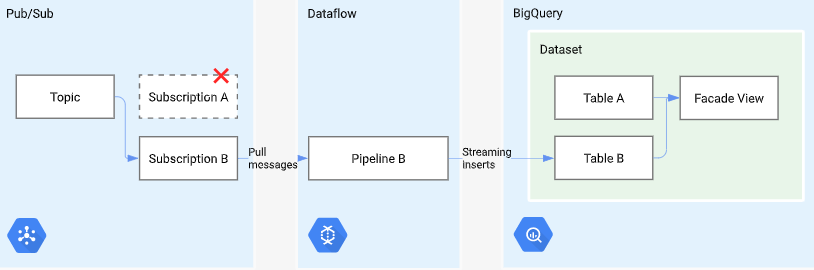 Pub/Sub
Dataflow
BigQuery
Dataset
Topic
Subscription A
Table A
Facade View
Subscription B
Pull
messages
Pipeline B
Streaming
Inserts
Table B